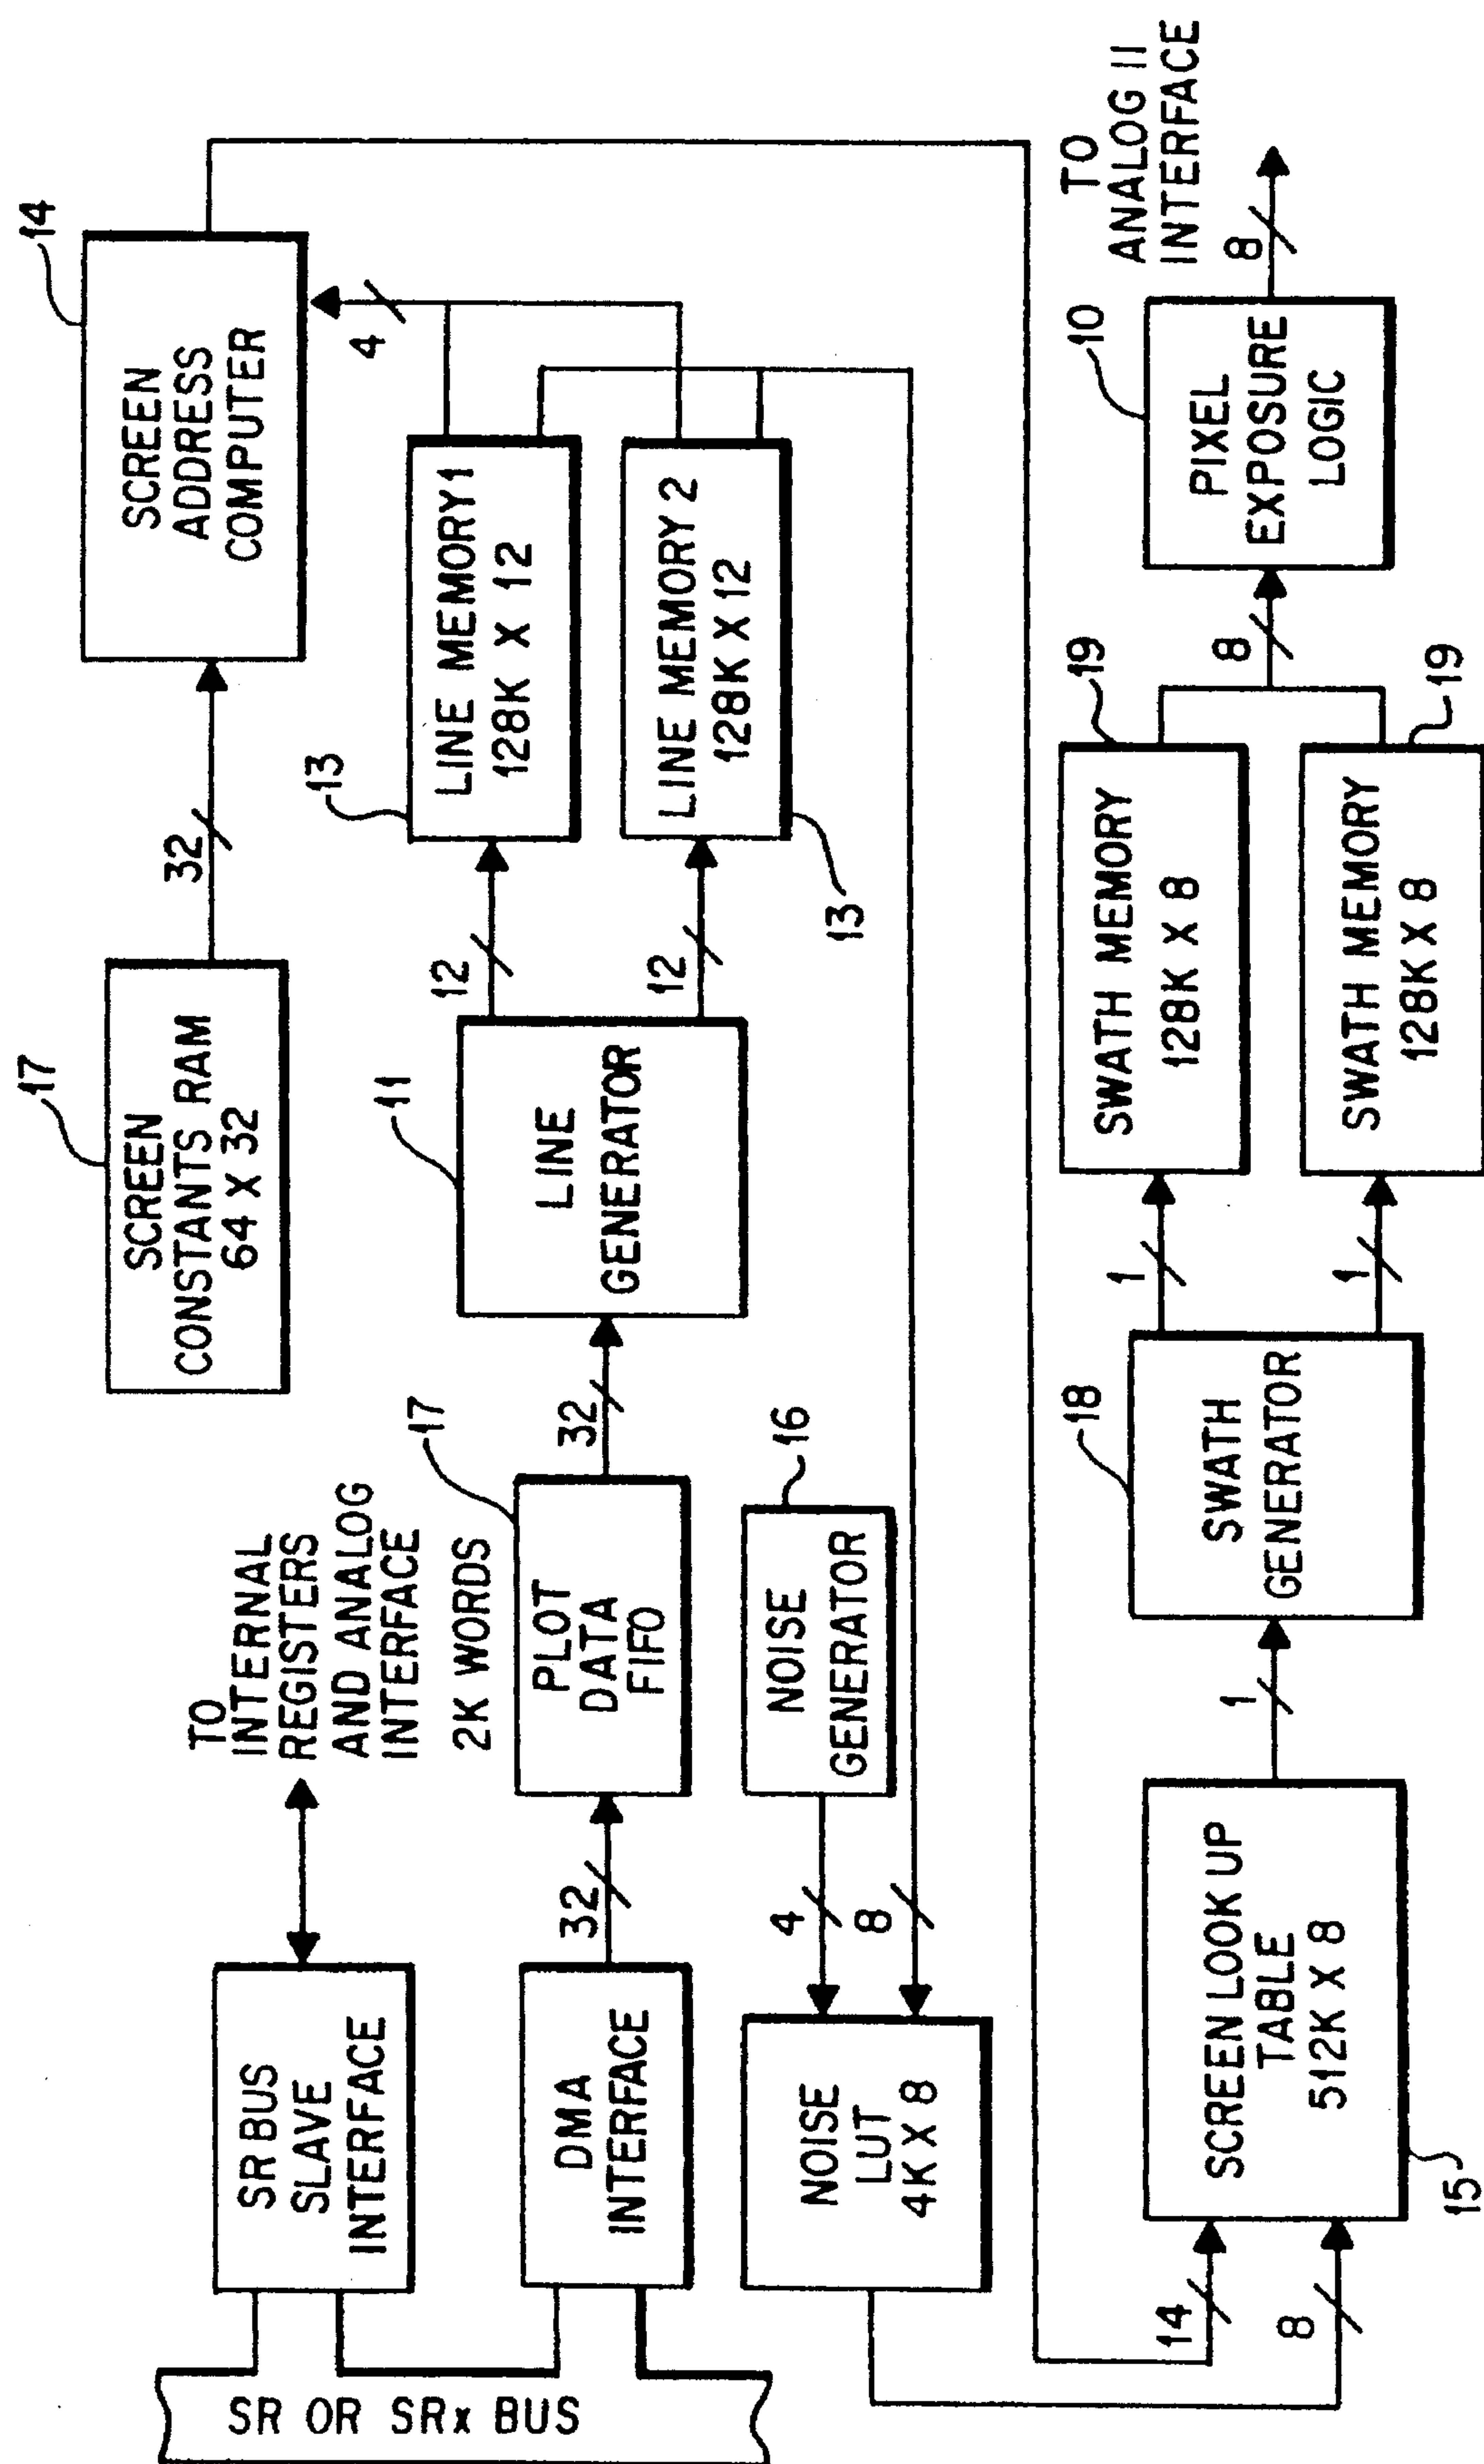 SR OR SRx BUS
SR BUS
SLAVE
INTERFACE
TO
INTERNAL
REGISTERS
AND ANALOG
INTERFACE
17
SCREEN
CONSTANTS RAM
64 X 32
32
14
SCREEN
ADDRESS
COMPUTER
DMA
INTERFACE
32
2K WORDS
17
PLOT
DATA
FIFO
32
11
LINE
GENERATOR
12
12
13
LINE MEMORY 1
128K X 12
LINE MEMORY 2
128K X 12
13
4
NOISE
LUT
4K X 8
4
8
16
NOISE
GENERATOR
14
8
SCREEN LOOK UP
TABLE
512K X 8
15
1
18
SWATH
GENERATOR
1
1
SWATH MEMORY
128K X 8
19
SWATH MEMORY
128K X 8
19
8
10
PIXEL
EXPOSURE
LOGIC
8
TO
ANALOG II
INTERFACE